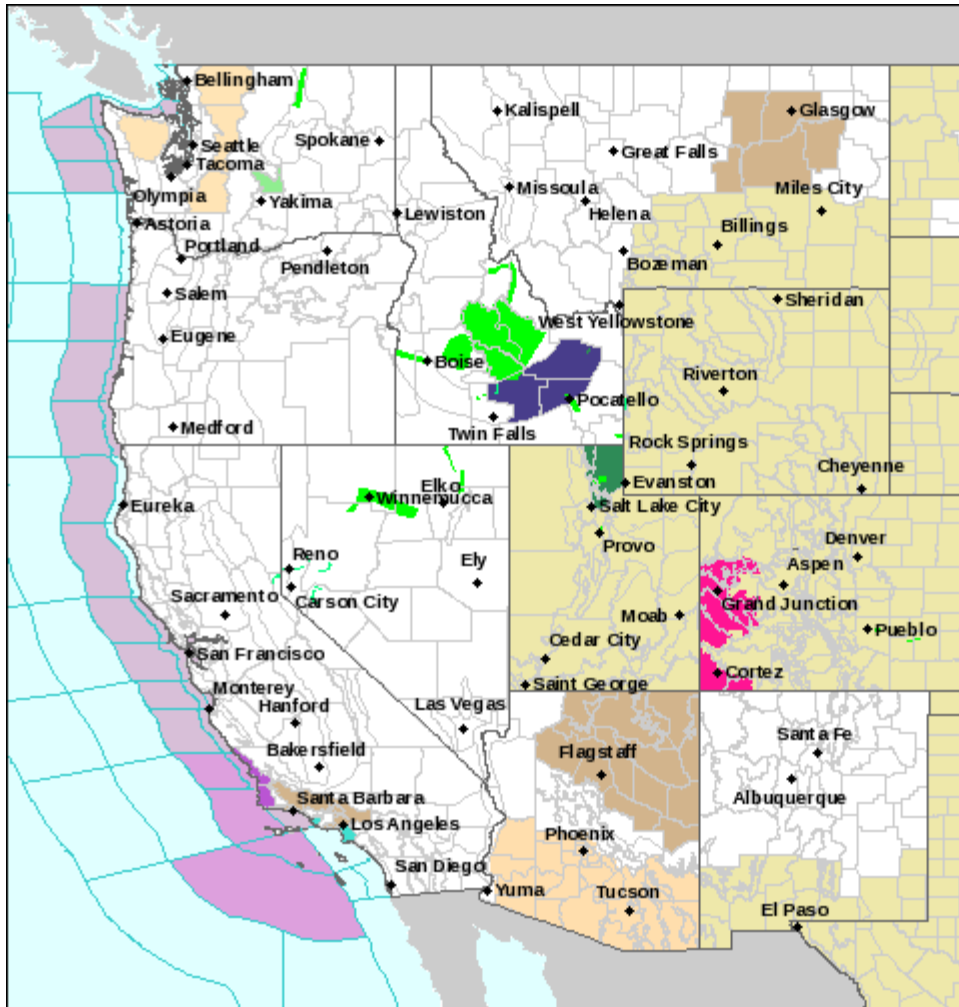 Bellingham
Kalispell
Glasgow
Seattle
Spokane
Great Falls
Tacoma
Missoula
Miles City
Olympia
Yakima
Lewiston
Helena
Astoria
Billings
Portland
Pendleton
Bozeman
Salem
Sheridan
West Yellowstone
Eugene
Boise
Riverton
Pocatello
Medford
Twin Falls
Rock Springs
Cheyenne
Elko
Evanston
Winnemucca
Eureka
Salt Lake City
Provo
Denver
Reno
Ely
Aspen
Sacramento
Carson City
Grand Junction
Moab
Pueblo
Cedar City
San Francisco
Cortez
Saint George
Monterey
Hanford
Las Vegas
Bakersfield
Flagstaff
Santa Fe
Santa Barbara
Albuquerque
Los Angeles
Phoenix
San Diego
Yuma
Tucson
El Paso